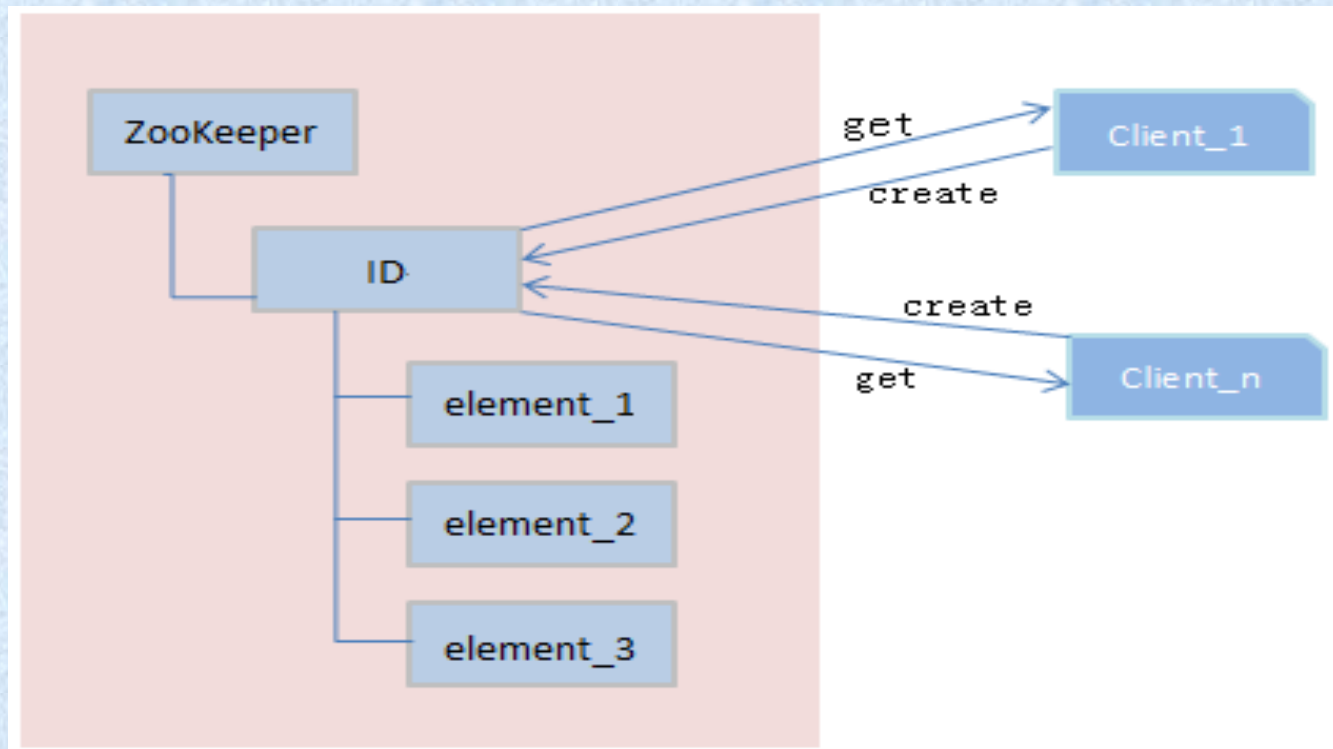 ZooKeeper
get
Client_1
create
ID
create
Client_n
get
element_1
element_2
element_3